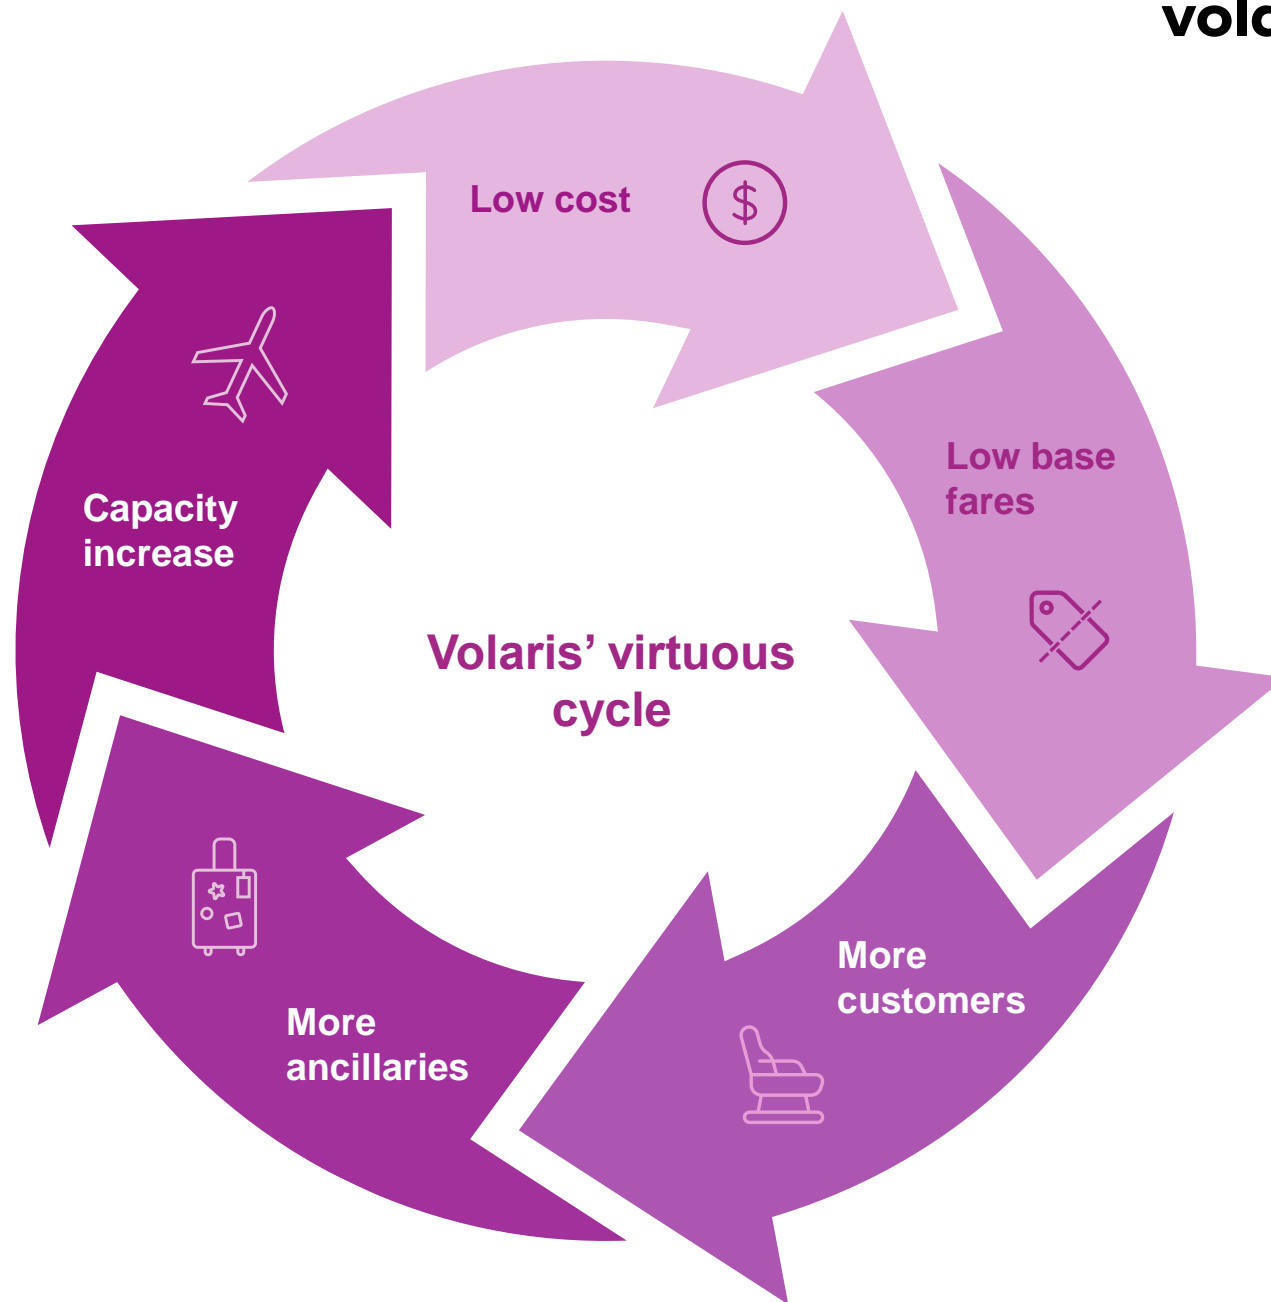 Low cost
$
Low base
fares
More
customers
More
ancillaries
Capacity
increase
Volaris’ virtuous
cycle